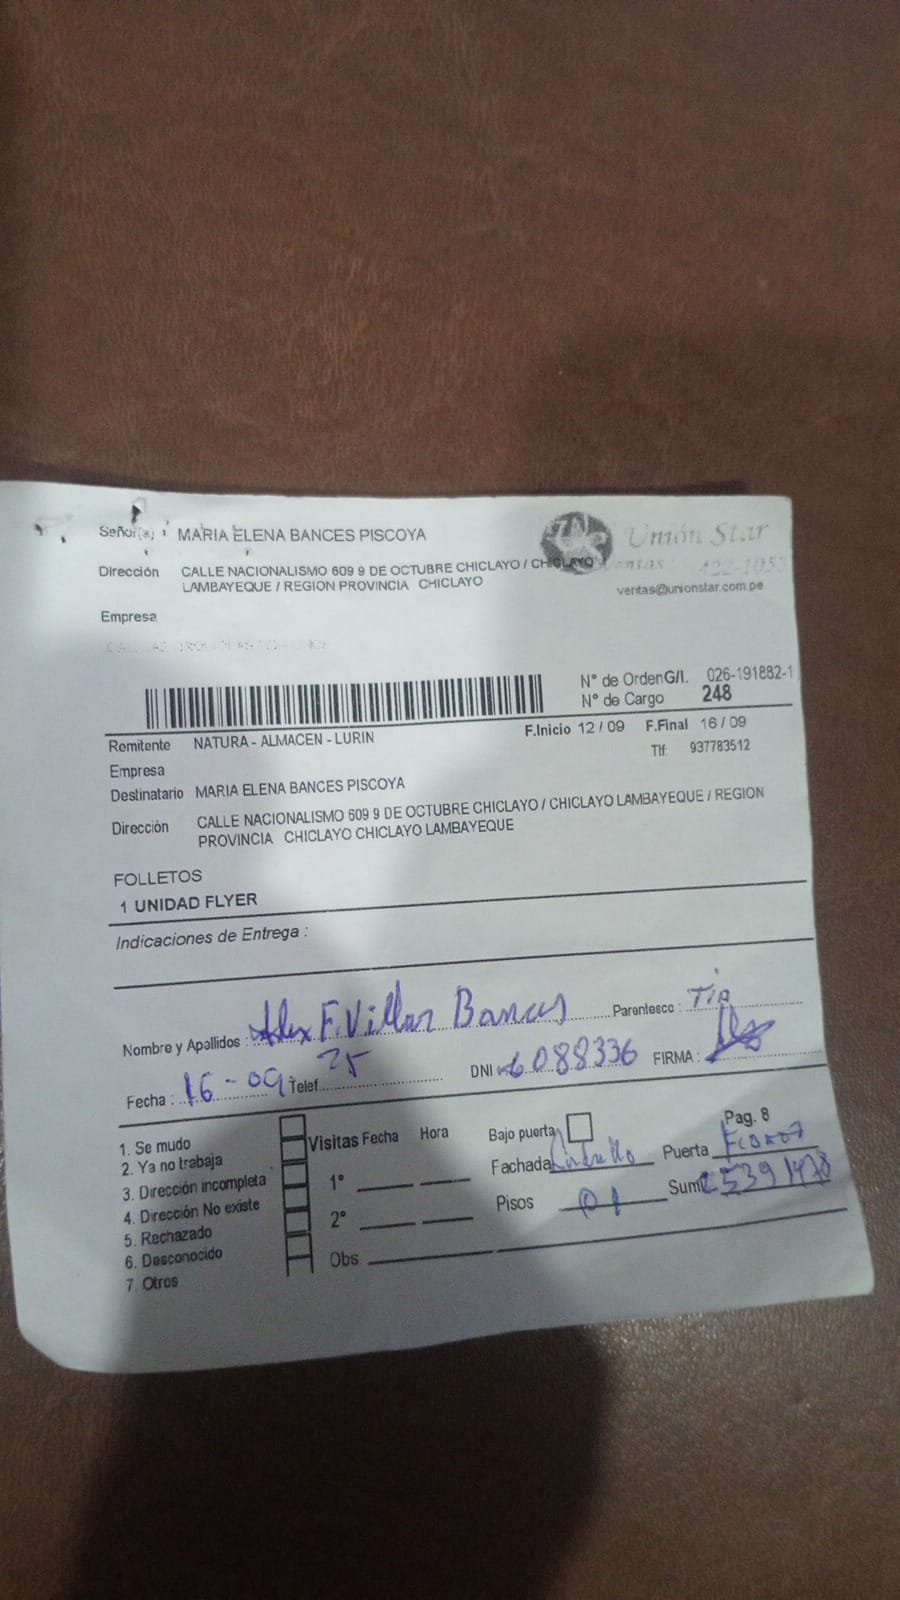 Señor(a) MARIA ELENA BANCES PISCOYA
Unión Star
Dirección CALLE NACIONALISMO 609 9 DE OCTUBRE CHICLAYO / CHICLAYO
LAMBAYEQUE / REGION PROVINCIA CHICLAYO
ventas@unionstar.com.pe
Empresa
N° de OrdenG/I. 026-191882-1
N° de Cargo 248
Remitente NATURA - ALMACEN - LURIN
F.Inicio 12 / 09 F.Final 16 / 09
Empresa
Tlf: 937783512
Destinatario MARIA ELENA BANCES PISCOYA
Dirección CALLE NACIONALISMO 609 9 DE OCTUBRE CHICLAYO / CHICLAYO LAMBAYEQUE / REGION
PROVINCIA CHICLAYO CHICLAYO LAMBAYEQUE
FOLLETOS
1 UNIDAD FLYER
Indicaciones de Entrega :
Nombre y Apellidos : Alex F. Villar Bances Parentesco : Tio
Fecha : 16 - 09 - 25 Telef. DNI FIRMA :
1. Se mudo
2. Ya no trabaja
3. Dirección incompleta
4. Dirección No existe
5. Rechazado
6. Desconocido
7. Otros
Visitas Fecha Hora
1°
2°
Obs
Bajo puerta
Pag. 8
Fachada Puerta
Pisos 01 Sum